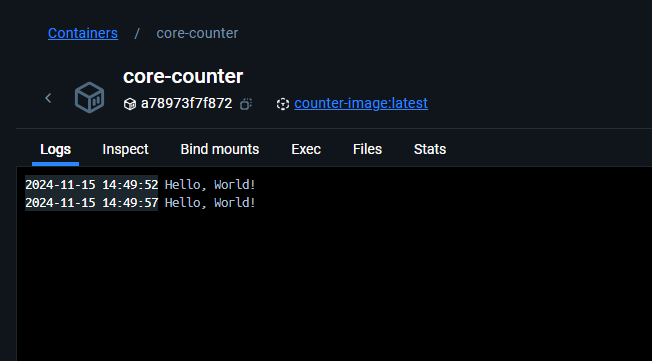 Containers / core-counter
core-counter
a78973f7f872 counter-image:latest
Logs Inspect Bind mounts Exec Files Stats
2024-11-15 14:49:52 Hello, World!
2024-11-15 14:49:57 Hello, World!